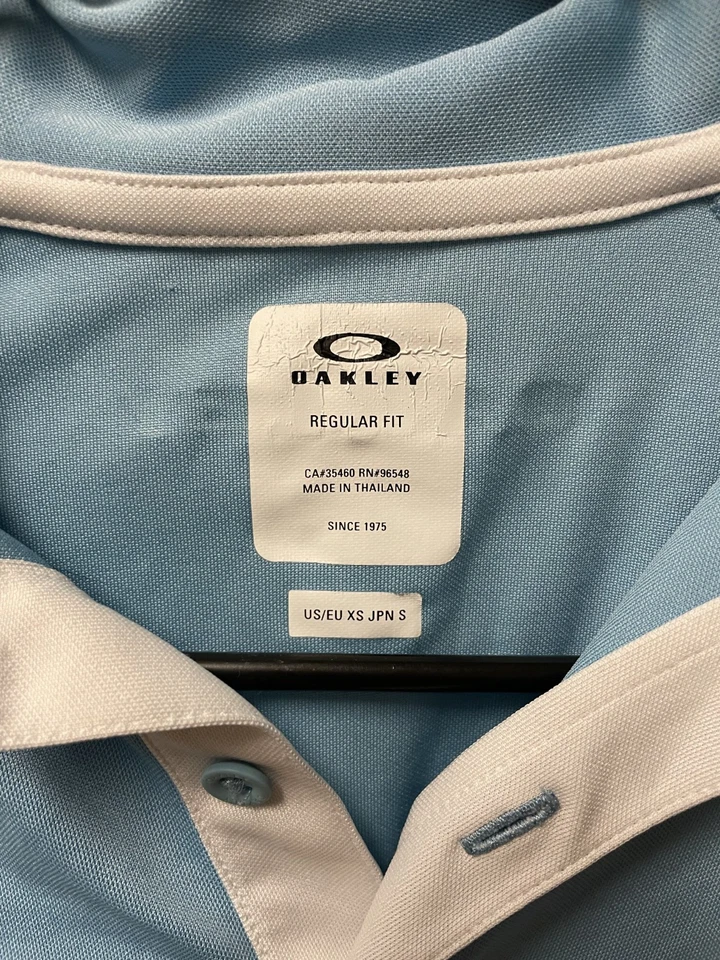 OAKLEY
REGULAR FIT
CA#35460 RN#96548
MADE IN THAILAND
SINCE 1975
US/EU XS JPN S